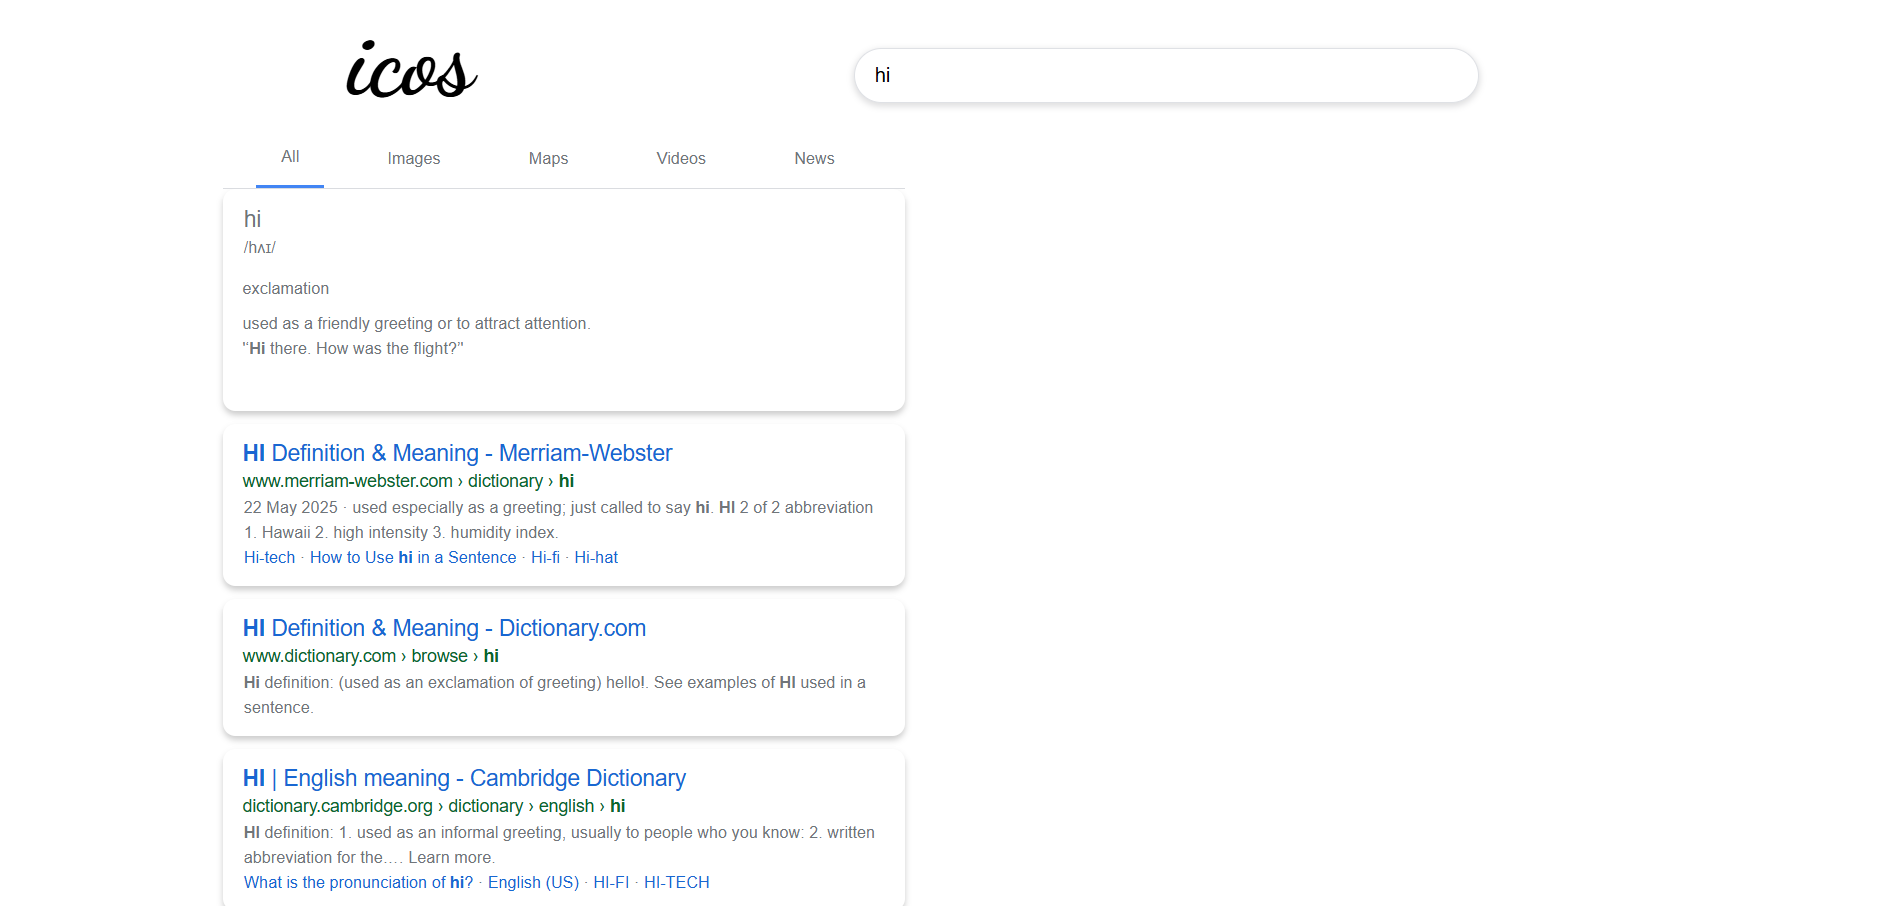 icos
hi
All Images Maps Videos News
hi
/hʌɪ/
exclamation
used as a friendly greeting or to attract attention.
"Hi there. How was the flight?"
HI Definition & Meaning - Merriam-Webster
www.merriam-webster.com › dictionary › hi
22 May 2025 · used especially as a greeting; just called to say hi. HI 2 of 2 abbreviation
1. Hawaii 2. high intensity 3. humidity index.
Hi-tech · How to Use hi in a Sentence · Hi-fi · Hi-hat
HI Definition & Meaning - Dictionary.com
www.dictionary.com › browse › hi
Hi definition: (used as an exclamation of greeting) hello!. See examples of HI used in a
sentence.
HI | English meaning - Cambridge Dictionary
dictionary.cambridge.org › dictionary › english › hi
HI definition: 1. used as an informal greeting, usually to people who you know: 2. written
abbreviation for the.... Learn more.
What is the pronunciation of hi? · English (US) · HI-FI · HI-TECH